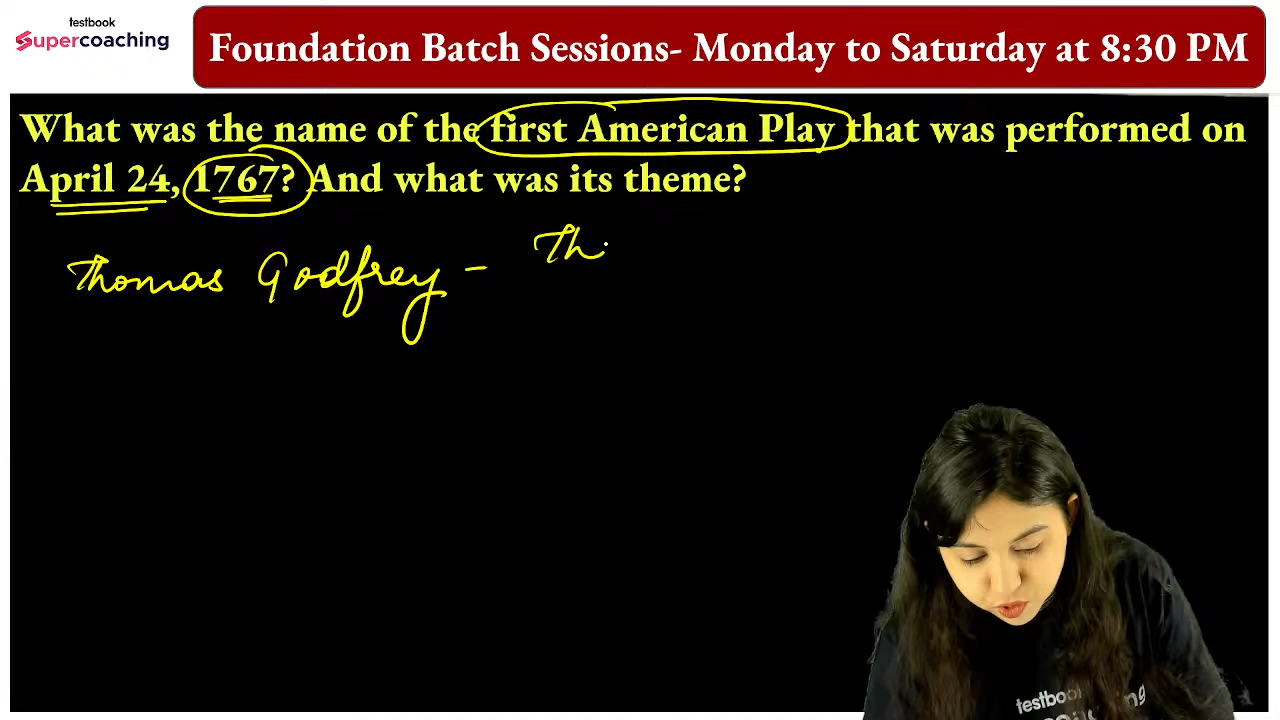 testbook
Supercoaching
Foundation Batch Sessions- Monday to Saturday at 8:30 PM
What was the name of the first American Play that was performed on
April 24, 1767? And what was its theme?
Thomas Godfrey - Th
testbook